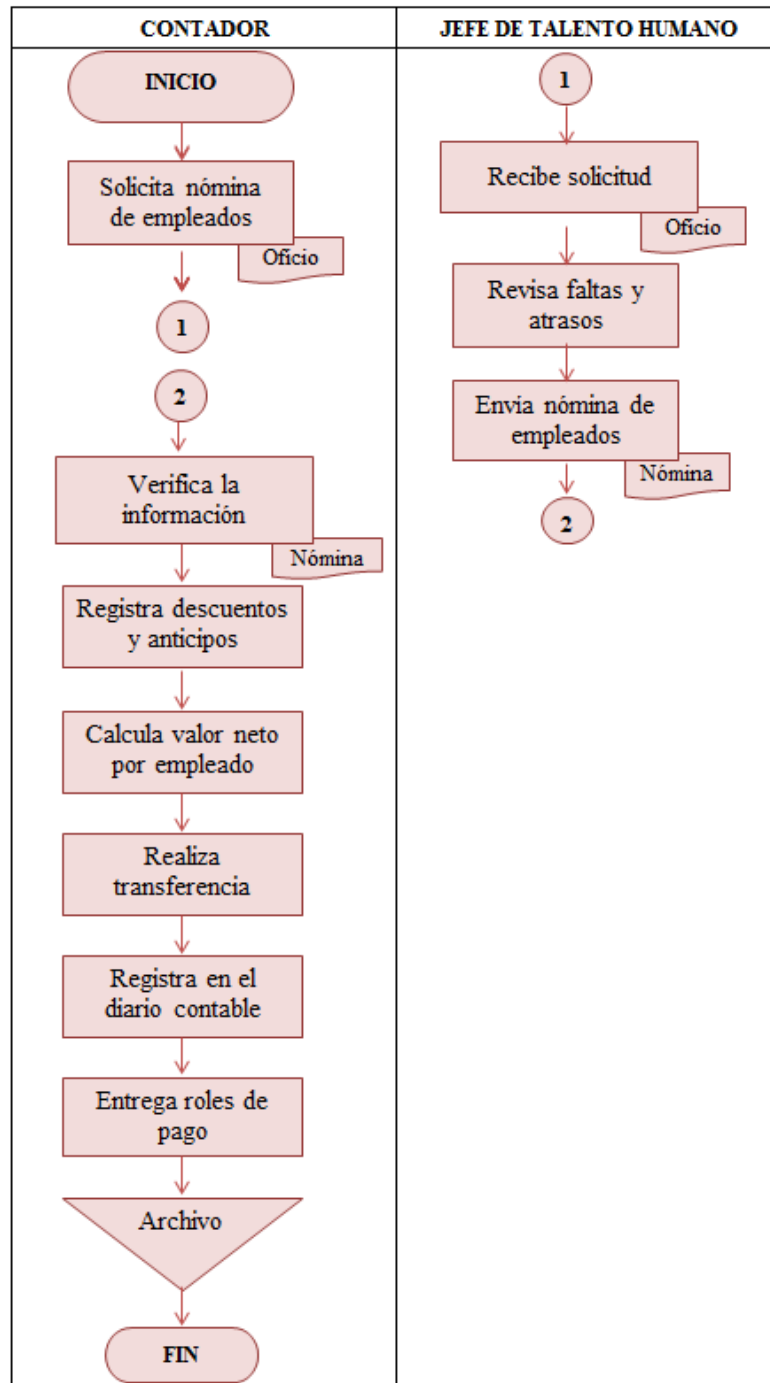 CONTADOR
INICIO
Solicita nómina
de empleados
Oficio
1
2
Verifica la
información
Nómina
Registra descuentos
y anticipos
Calcula valor neto
por empleado
Realiza
transferencia
Registra en el
diario contable
Entrega roles de
pago
Archivo
FIN
JEFE DE TALENTO HUMANO
1
Recibe solicitud
Oficio
Revisa faltas y
atrasos
Envía nómina de
empleados
Nómina
2